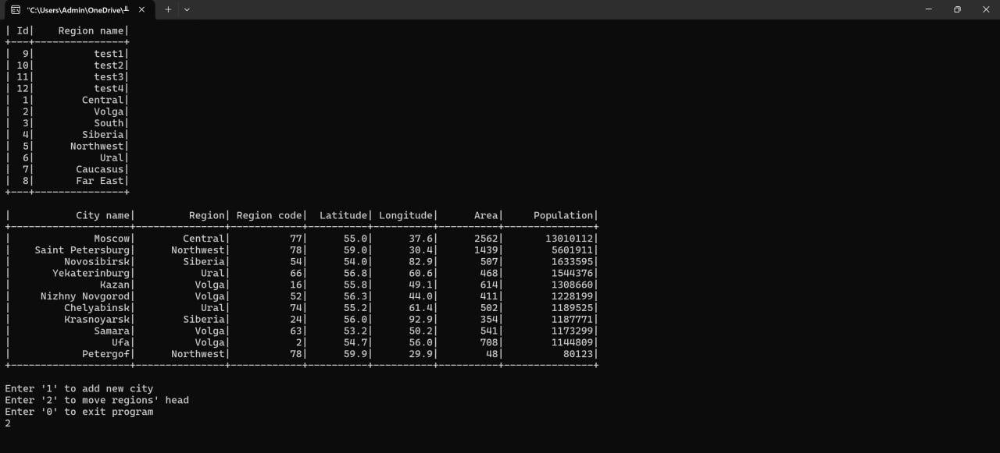 "C:\Users\Admin\OneDrive\╨
| Id|    Region name|
+---+---------------+
|  9|          test1|
| 10|          test2|
| 11|          test3|
| 12|          test4|
|  1|        Central|
|  2|          Volga|
|  3|          South|
|  4|        Siberia|
|  5|      Northwest|
|  6|           Ural|
|  7|       Caucasus|
|  8|       Far East|
+---+---------------+
|           City name|         Region| Region code|  Latitude| Longitude|      Area|     Population|
+--------------------+---------------+------------+----------+----------+----------+---------------+
|              Moscow|        Central|          77|      55.0|      37.6|      2562|       13010112|
|    Saint Petersburg|      Northwest|          78|      59.0|      30.4|      1439|        5601911|
|         Novosibirsk|        Siberia|          54|      54.0|      82.9|       507|        1633595|
|       Yekaterinburg|           Ural|          66|      56.8|      60.6|       468|        1544376|
|               Kazan|          Volga|          16|      55.8|      49.1|       614|        1308660|
|     Nizhny Novgorod|          Volga|          52|      56.3|      44.0|       411|        1228199|
|         Chelyabinsk|           Ural|          74|      55.2|      61.4|       502|        1189525|
|         Krasnoyarsk|        Siberia|          24|      56.0|      92.9|       354|        1187771|
|              Samara|          Volga|          63|      53.2|      50.2|       541|        1173299|
|                 Ufa|          Volga|           2|      54.7|      56.0|       708|        1144809|
|            Petergof|      Northwest|          78|      59.9|      29.9|        48|          80123|
+--------------------+---------------+------------+----------+----------+----------+---------------+
Enter '1' to add new city
Enter '2' to move regions' head
Enter '0' to exit program
2